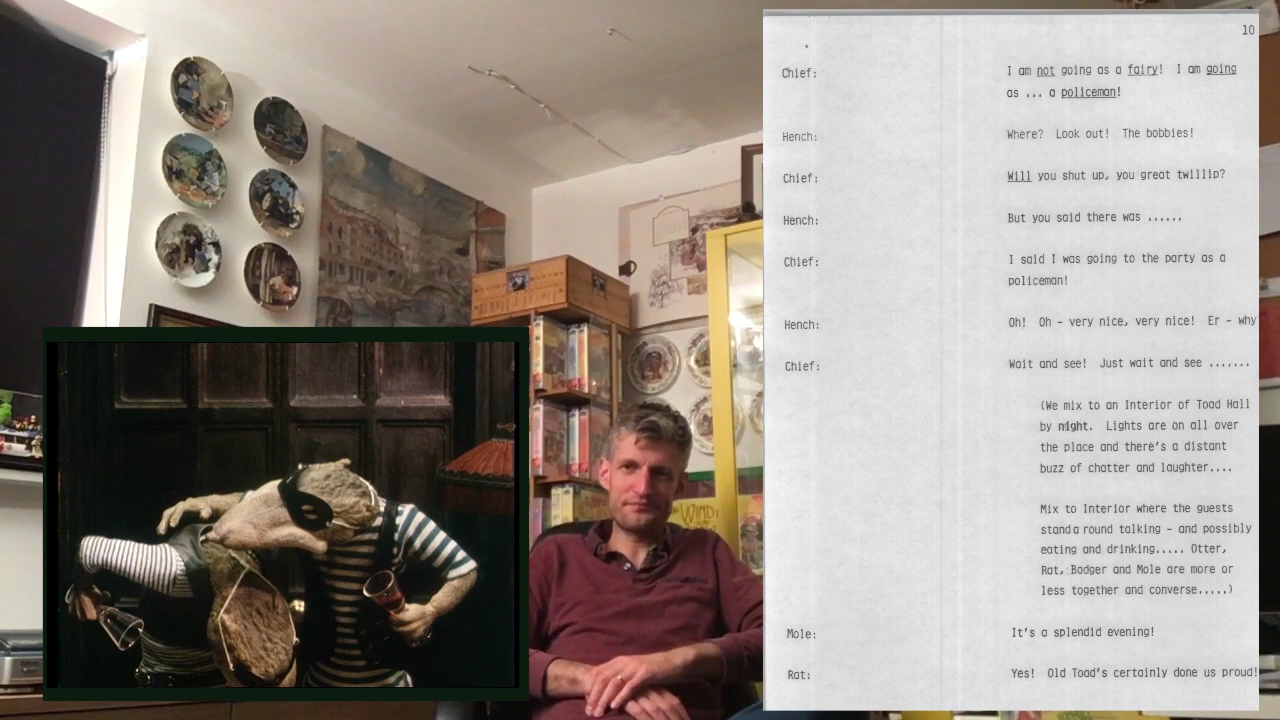 10
Chief: I am not going as a fairy! I am going
as ... a policeman!
Hench: Where? Look out! The bobbies!
Chief: Will you shut up, you great twillip?
Hench: But you said there was ......
Chief: I said I was going to the party as a
policeman!
Hench: Oh! Oh - very nice, very nice! Er - why
Chief: Wait and see! Just wait and see .......
(We mix to an Interior of Toad Hall
by night. Lights are on all over
the place and there's a distant
buzz of chatter and laughter....
Mix to Interior where the guests
stand around talking - and possibly
eating and drinking..... Otter,
Rat, Badger and Mole are more or
less together and converse.....)
Mole: It's a splendid evening!
Rat: Yes! Old Toad's certainly done us proud!
WIND